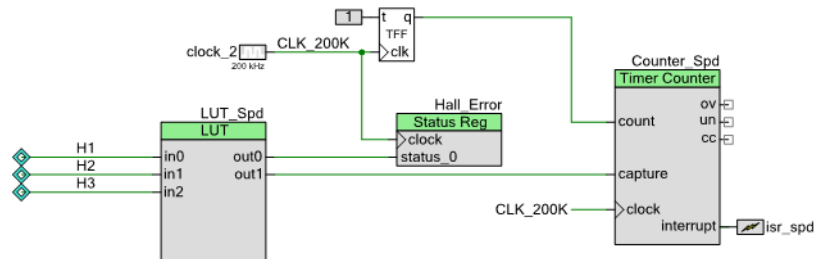 1
t q
TFF
clk
clock_2
200 kHz
CLK_200K
Counter_Spd
Timer Counter
ov
un
cc
count
capture
clock
interrupt
isr_spd
CLK_200K
Hall_Error
Status Reg
clock
status_0
LUT_Spd
LUT
H1
H2
H3
in0 out0
in1 out1
in2